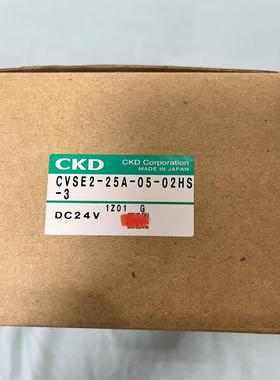 CKD CKD Corporation
MADE IN JAPAN
CVSE2-25A-05-02HS
-3
1Z01 G
DC24V